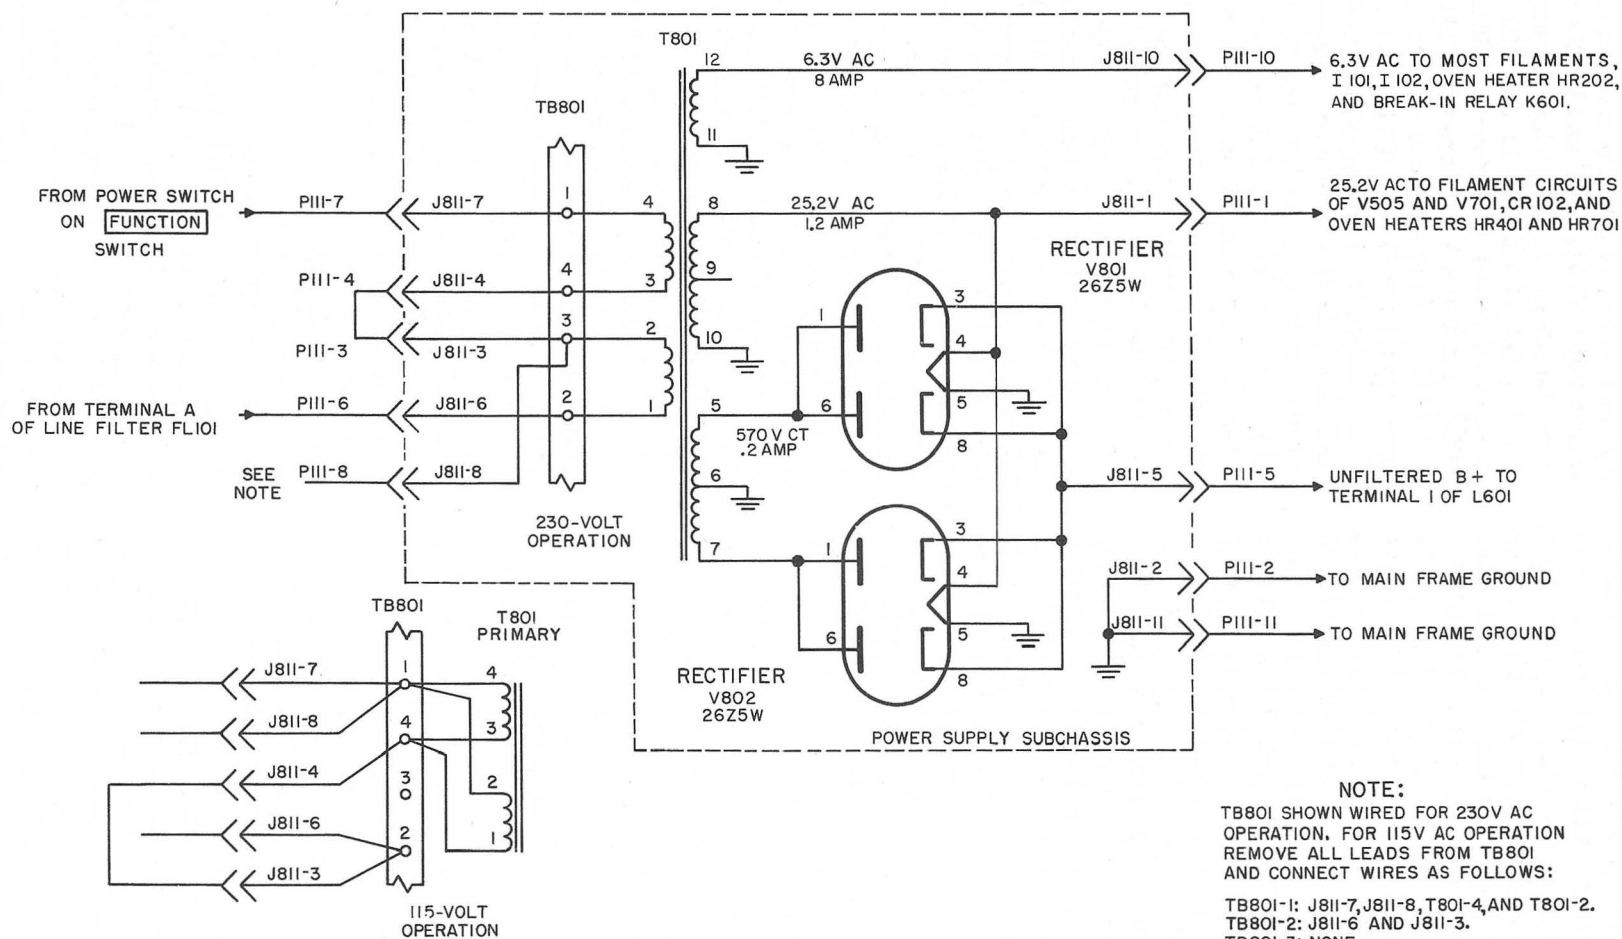 T801
12
6.3V AC
8 AMP
J811-10
P111-10
6.3V AC TO MOST FILAMENTS,
I 101, I 102, OVEN HEATER HR202,
AND BREAK-IN RELAY K601.
11
TB801
FROM POWER SWITCH
ON FUNCTION
SWITCH
P111-7
J811-7
1
4
8
25.2V AC
1.2 AMP
J811-1
P111-1
25.2V AC TO FILAMENT CIRCUITS
OF V505 AND V701, CR102, AND
OVEN HEATERS HR401 AND HR701
RECTIFIER
V801
26Z5W
P111-4
J811-4
4
3
9
3
P111-3
J811-3
3
2
10
1
4
FROM TERMINAL A
OF LINE FILTER FL101
P111-6
J811-6
2
1
5
570 V CT
.2 AMP
6
5
8
SEE
NOTE
P111-8
J811-8
6
J811-5
P111-5
UNFILTERED B+ TO
TERMINAL 1 OF L601
230-VOLT
OPERATION
7
1
3
4
6
5
8
J811-2
P111-2
TO MAIN FRAME GROUND
J811-11
P111-11
TO MAIN FRAME GROUND
RECTIFIER
V802
26Z5W
POWER SUPPLY SUBCHASSIS
TB801
T801
PRIMARY
J811-7
1
4
J811-8
4
3
J811-4
3
2
J811-6
2
1
J811-3
115-VOLT
OPERATION
NOTE:
TB801 SHOWN WIRED FOR 230V AC
OPERATION. FOR 115V AC OPERATION
REMOVE ALL LEADS FROM TB801
AND CONNECT WIRES AS FOLLOWS:
TB801-1: J811-7, J811-8, T801-4, AND T801-2.
TB801-2: J811-6 AND J811-3.
TB801-3: NONE